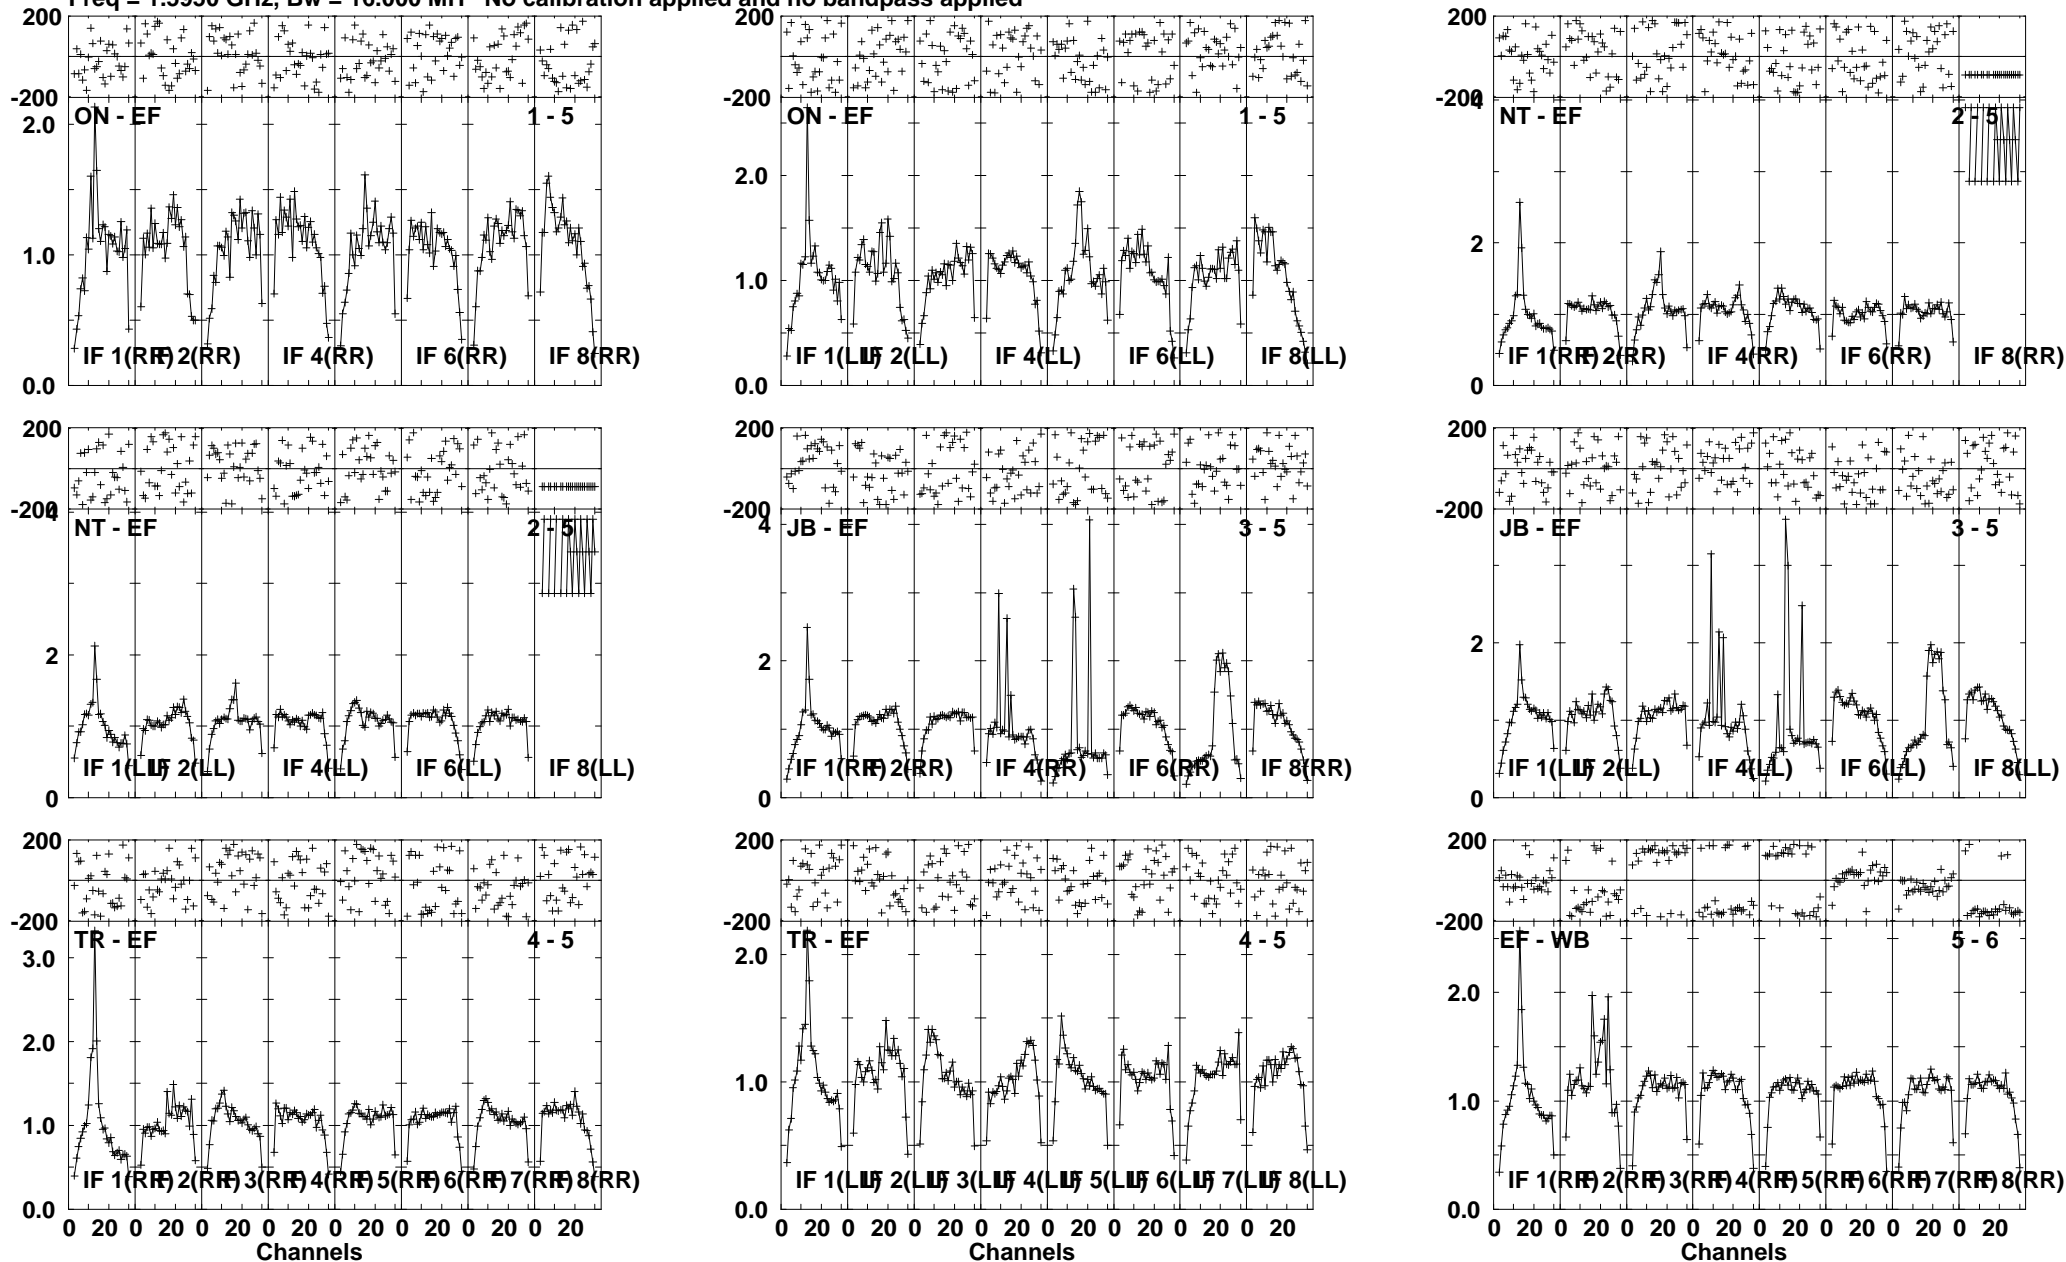 Freq = 1.5950 GHz, Bw = 16.000 MH No calibration applied and no bandpass applied
200
-200
ON - EF 1 - 5
2.0
1.0
0.0
IF 1(RR) IF 2(RR) IF 4(RR) IF 6(RR) IF 8(RR)
200
-200
ON - EF 1 - 5
2.0
1.0
0.0
IF 1(LL) IF 2(LL) IF 4(LL) IF 6(LL) IF 8(LL)
200
-200
4
NT - EF 2 - 5
2
0
IF 1(RR) IF 2(RR) IF 4(RR) IF 6(RR) IF 8(RR)
200
-200
4
NT - EF 2 - 5
2
0
IF 1(LL) IF 2(LL) IF 4(LL) IF 6(LL) IF 8(LL)
200
-200
4
JB - EF 3 - 5
2
0
IF 1(RR) IF 2(RR) IF 4(RR) IF 6(RR) IF 8(RR)
200
-200
JB - EF 3 - 5
2
0
IF 1(LL) IF 2(LL) IF 4(LL) IF 6(LL) IF 8(LL)
200
-200
TR - EF 4 - 5
3.0
2.0
1.0
0.0
IF 1(RR) IF 2(RR) IF 3(RR) IF 4(RR) IF 5(RR) IF 6(RR) IF 7(RR) IF 8(RR)
0 20 0 20 0 20 0 20 0 20 0 20 0 20 0 20
Channels
200
-200
TR - EF 4 - 5
2.0
1.0
0.0
IF 1(LL) IF 2(LL) IF 3(LL) IF 4(LL) IF 5(LL) IF 6(LL) IF 7(LL) IF 8(LL)
0 20 0 20 0 20 0 20 0 20 0 20 0 20 0 20
Channels
200
-200
EF - WB 5 - 6
2.0
1.0
0.0
IF 1(RR) IF 2(RR) IF 3(RR) IF 4(RR) IF 5(RR) IF 6(RR) IF 7(RR) IF 8(RR)
0 20 0 20 0 20 0 20 0 20 0 20 0 20 0 20
Channels